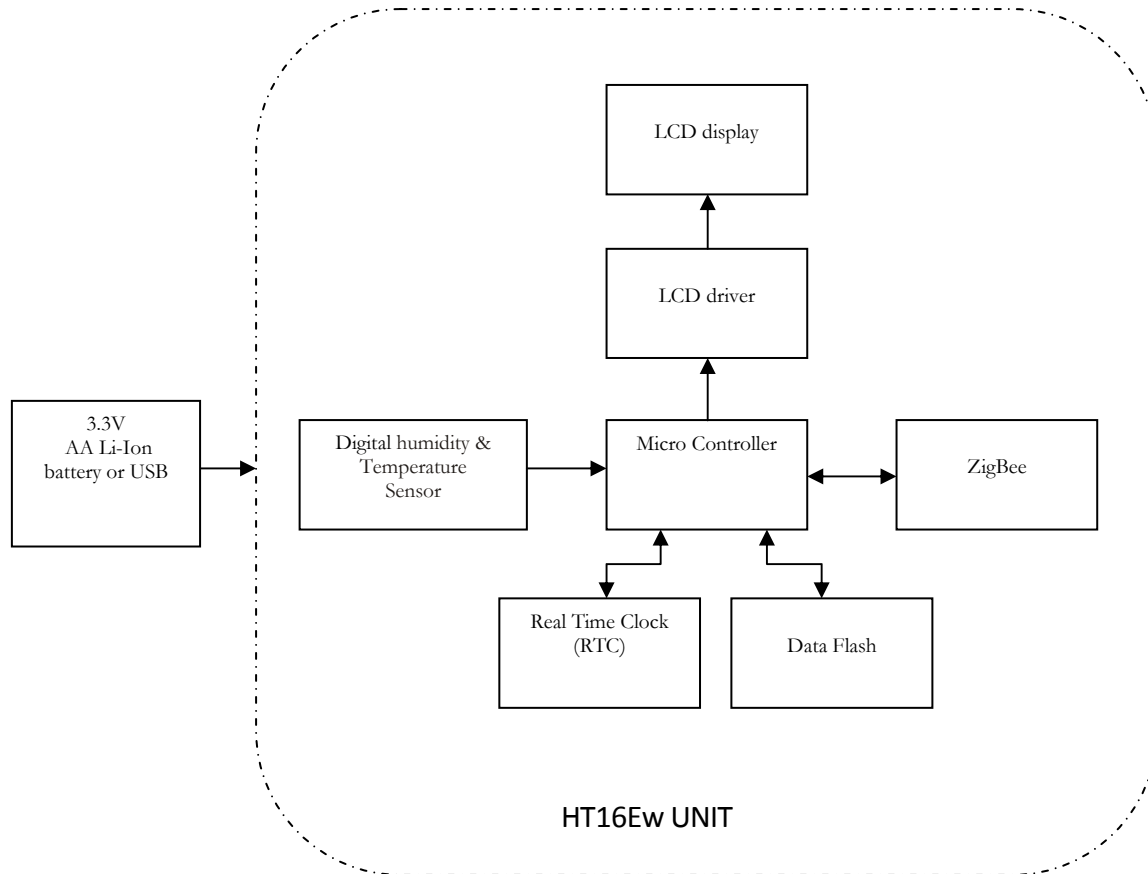 LCD display
LCD driver
3.3V
AA Li-Ion
battery or USB
Digital humidity &
Temperature
Sensor
Micro Controller
ZigBee
Real Time Clock
(RTC)
Data Flash
HT16Ew UNIT